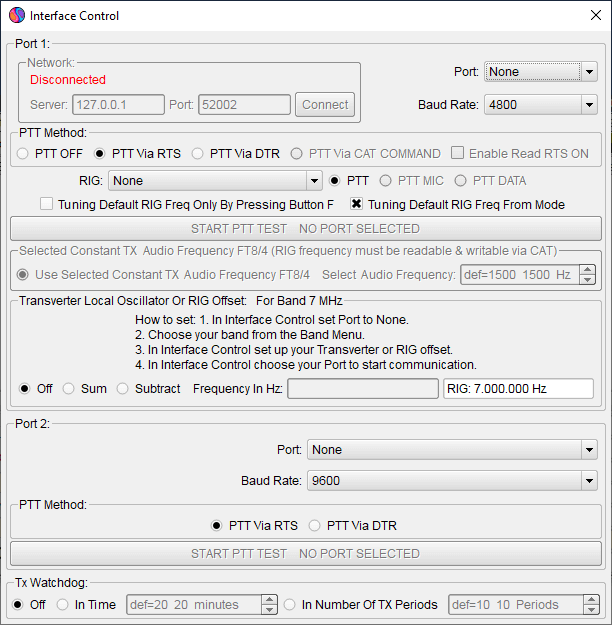 Interface Control
Port 1:
Network:
Disconnected
Port: None
Server: 127.0.0.1 Port: 52002 Connect
Baud Rate: 4800
PTT Method:
PTT OFF PTT Via RTS PTT Via DTR PTT Via CAT COMMAND Enable Read RTS ON
RIG: None PTT PTT MIC PTT DATA
Tuning Default RIG Freq Only By Pressing Button F Tuning Default RIG Freq From Mode
START PTT TEST NO PORT SELECTED
Selected Constant TX Audio Frequency FT8/4 (RIG frequency must be readable & writable via CAT)
Use Selected Constant TX Audio Frequency FT8/4 Select Audio Frequency: def=1500 1500 Hz
Transverter Local Oscillator Or RIG Offset: For Band 7 MHz
How to set: 1. In Interface Control set Port to None.
2. Choose your band from the Band Menu.
3. In Interface Control set up your Transverter or RIG offset.
4. In Interface Control choose your Port to start communication.
Off Sum Subtract Frequency In Hz: RIG: 7.000.000 Hz
Port 2:
Port: None
Baud Rate: 9600
PTT Method:
PTT Via RTS PTT Via DTR
START PTT TEST NO PORT SELECTED
Tx Watchdog:
Off In Time def=20 20 minutes In Number Of TX Periods def=10 10 Periods